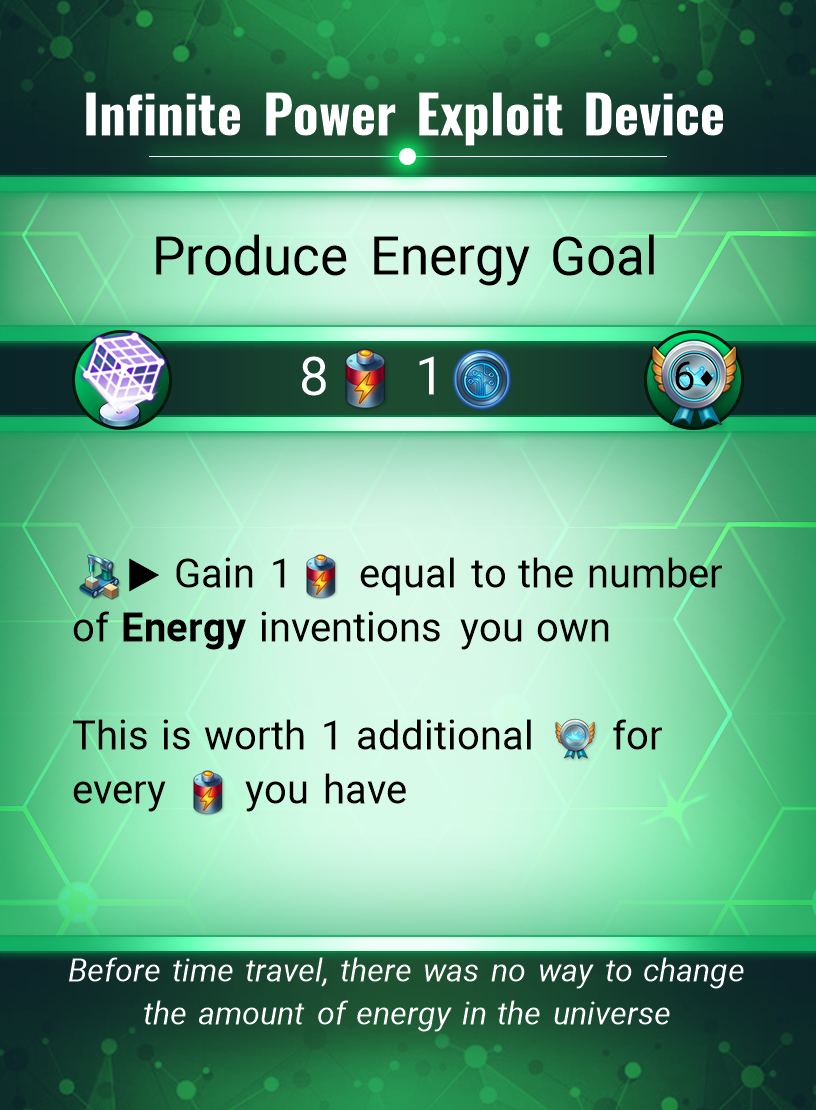 Infinite Power Exploit Device
Produce Energy Goal
8 1 6♦
▶ Gain 1 equal to the number
of Energy inventions you own
This is worth 1 additional for
every you have
Before time travel, there was no way to change
the amount of energy in the universe